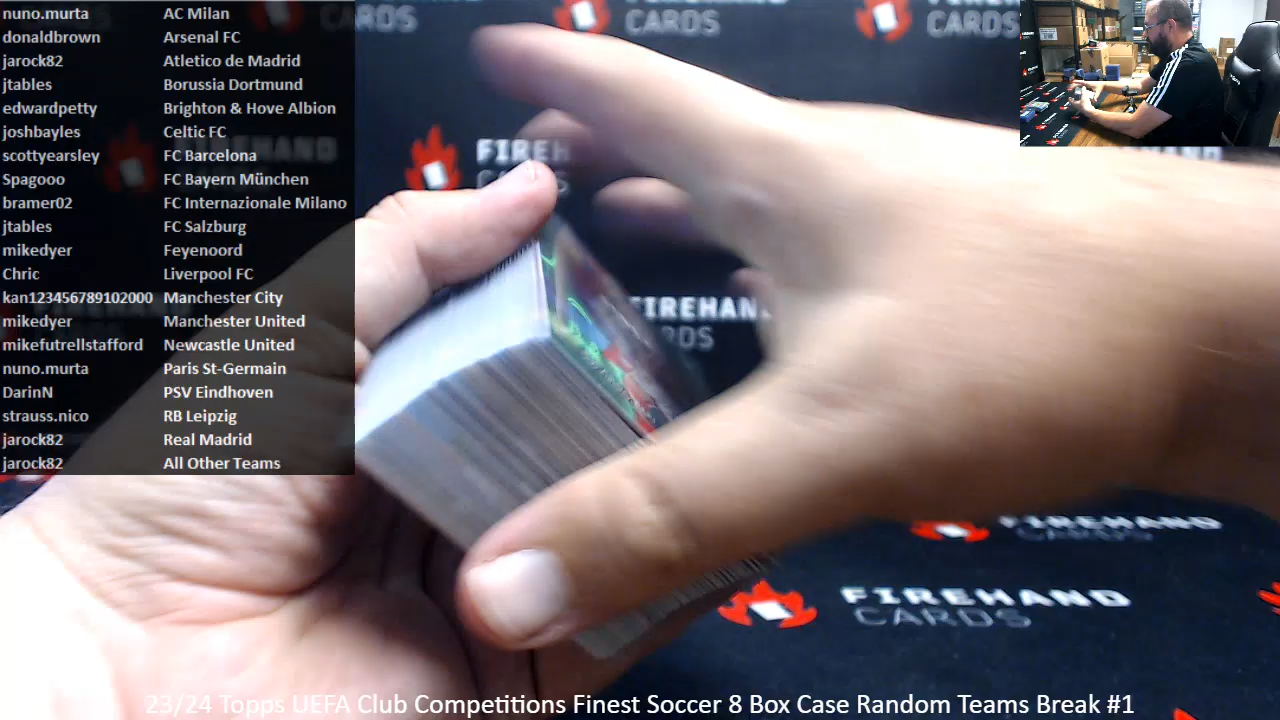 nuno.murta AC Milan
donaldbrown Arsenal FC
jarock82 Atletico de Madrid
jtables Borussia Dortmund
edwardpetty Brighton & Hove Albion
joshbayles Celtic FC
scottyearsley FC Barcelona
Spagooo FC Bayern München
bramer02 FC Internazionale Milano
jtables FC Salzburg
mikedyer Feyenoord
Chric Liverpool FC
kan123456789102000 Manchester City
mikedyer Manchester United
mikefutrellstafford Newcastle United
nuno.murta Paris St-Germain
DarinN PSV Eindhoven
strauss.nico RB Leipzig
jarock82 Real Madrid
jarock82 All Other Teams
CARDS
CARDS
CARDS
FIREH
FIREHAN
RDS
FIREHAND
FIREHAND
CARDS
23/24 Topps UEFA Club Competitions Finest Soccer 8 Box Case Random Teams Break #1